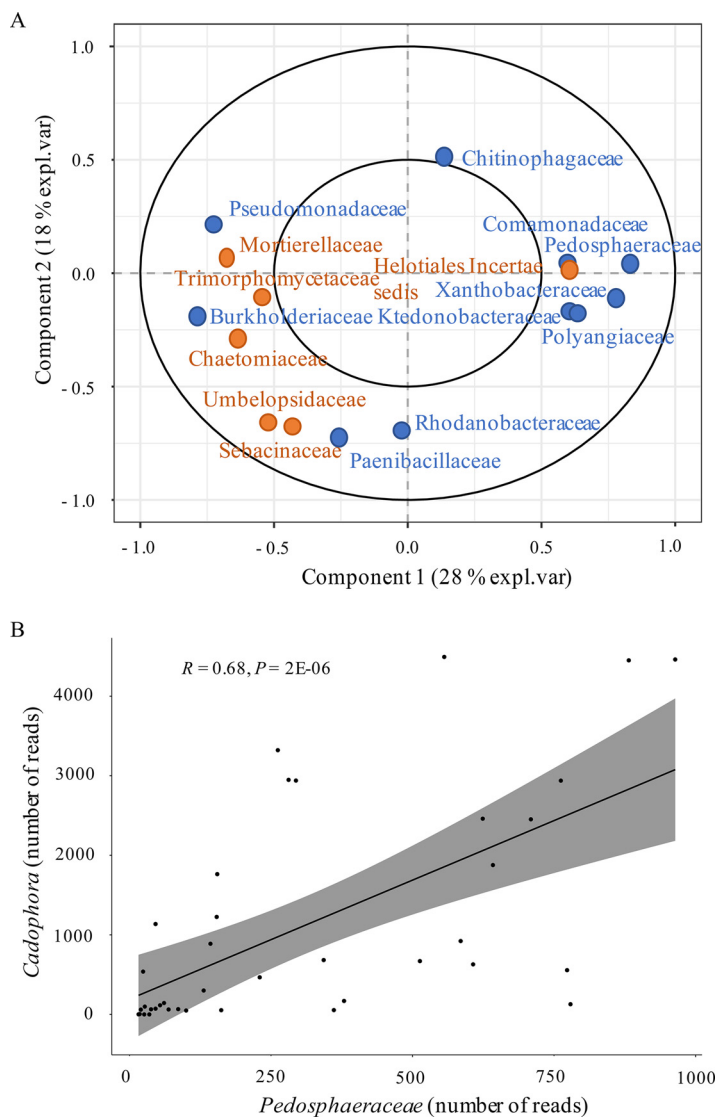 A
1.0
0.5
0.0
- 0.5
- 1.0
Component 2 (18 % expl.var)
Chitinophagaceae
Pseudomonadaceae
Comamonadaceae
Mortierellaceae
Pedosphaeraceae
Helotiales Incertae
sedis
Trimorphomycetaceae
Xanthobacteraceae
Burkholderiaceae
Ktedonobacteraceae
Polyangiaceae
Chaetomiaceae
Umbelopsidaceae
Rhodanobacteraceae
Sebacinaceae
Paenibacillaceae
- 1.0 - 0.5 0.0 0.5 1.0
Component 1 (28 % expl.var)
B
R = 0.68, P = 2E-06
4000
3000
2000
1000
0
Cadophora (number of reads)
0 250 500 750 1000
Pedosphaeraceae (number of reads)